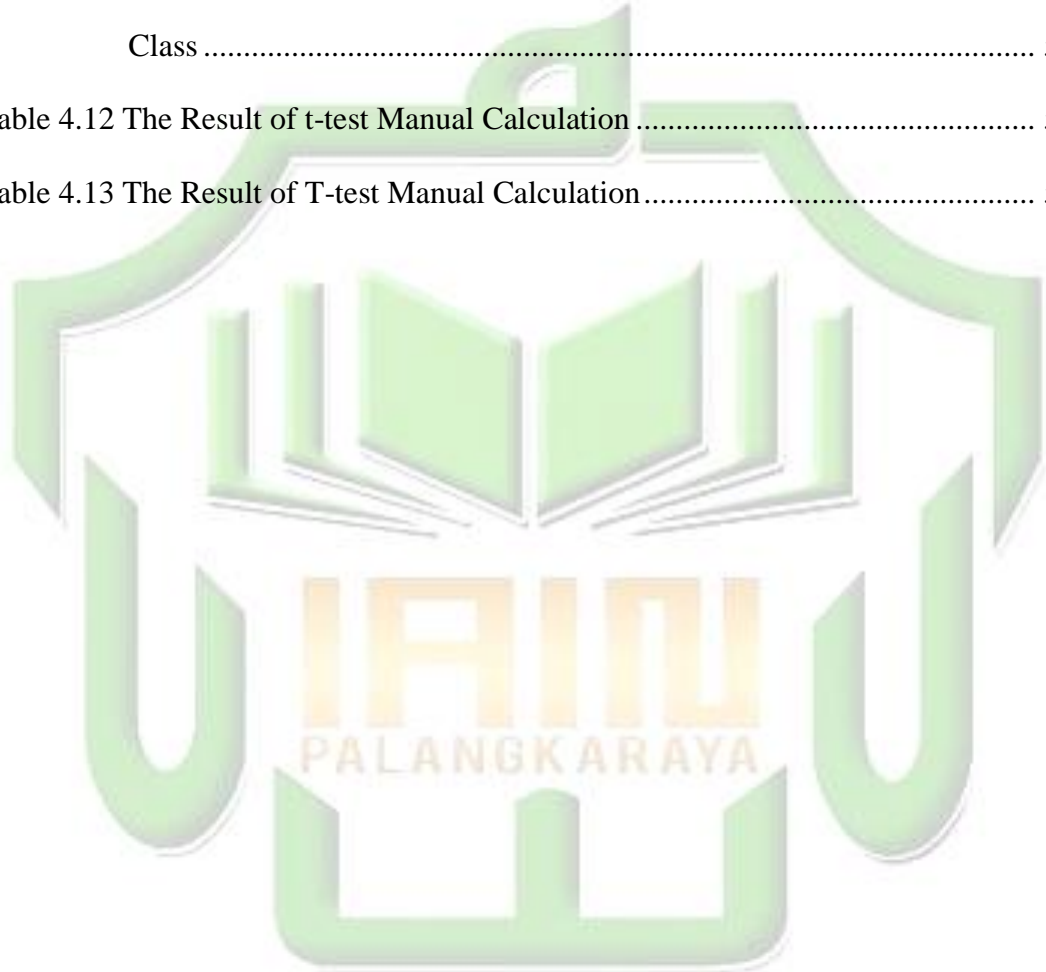 Class ........................................................................................................ .
able 4.12 The Result of t-test Manual Calculation .................................................. .
able 4.13 The Result of T-test Manual Calculation ................................................. .
IAIN
PALANGKARAYA